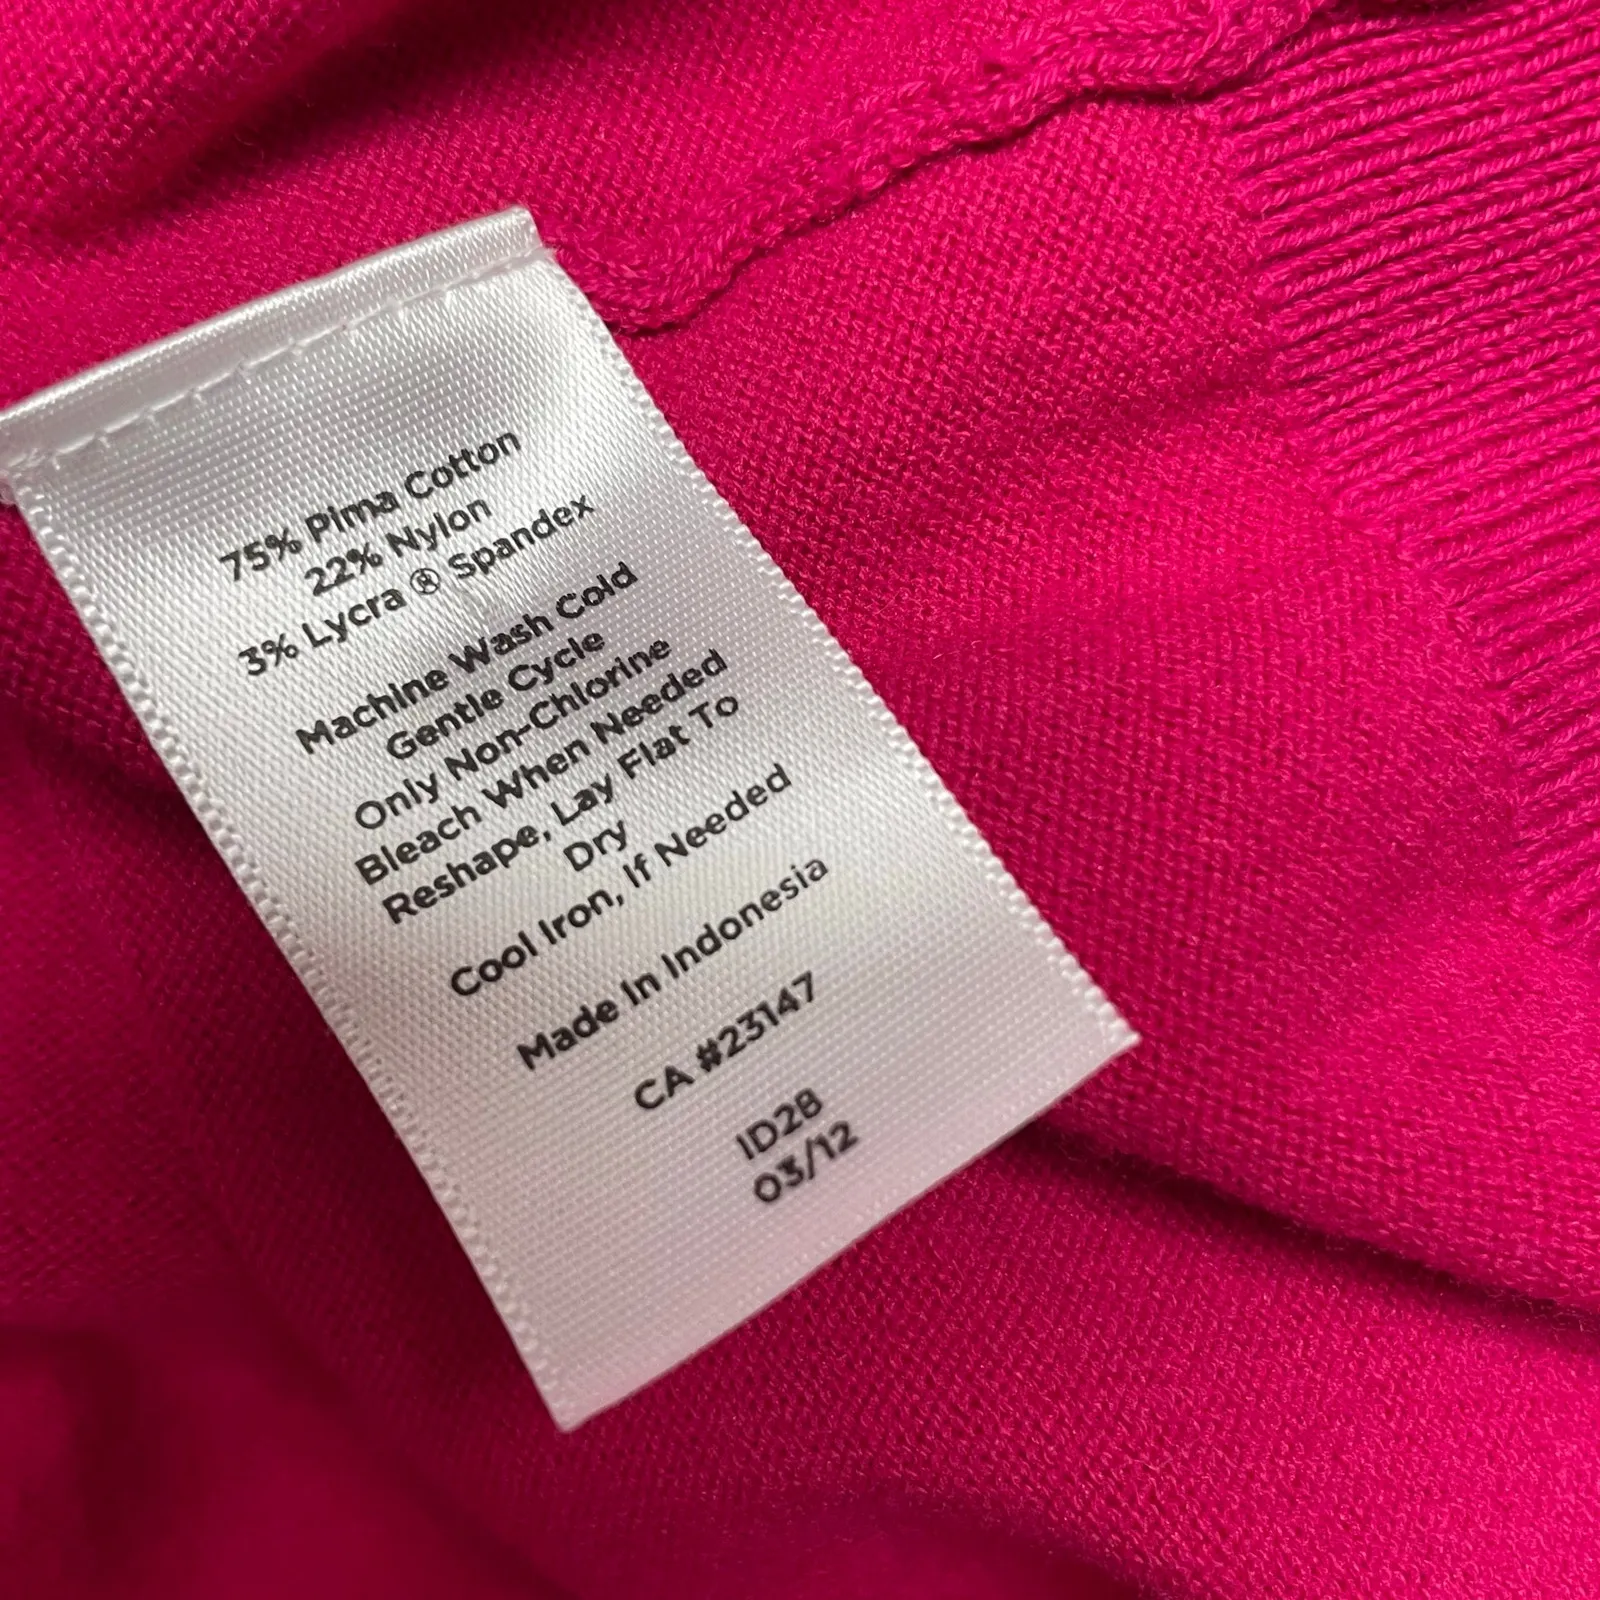 75% Pima Cotton
22% Nylon
3% Lycra ® Spandex
Machine Wash Cold
Gentle Cycle
Only Non-Chlorine
Bleach When Needed
Reshape, Lay Flat To
Dry
Cool Iron, If Needed
Made In Indonesia
CA #23147
ID28
03/12